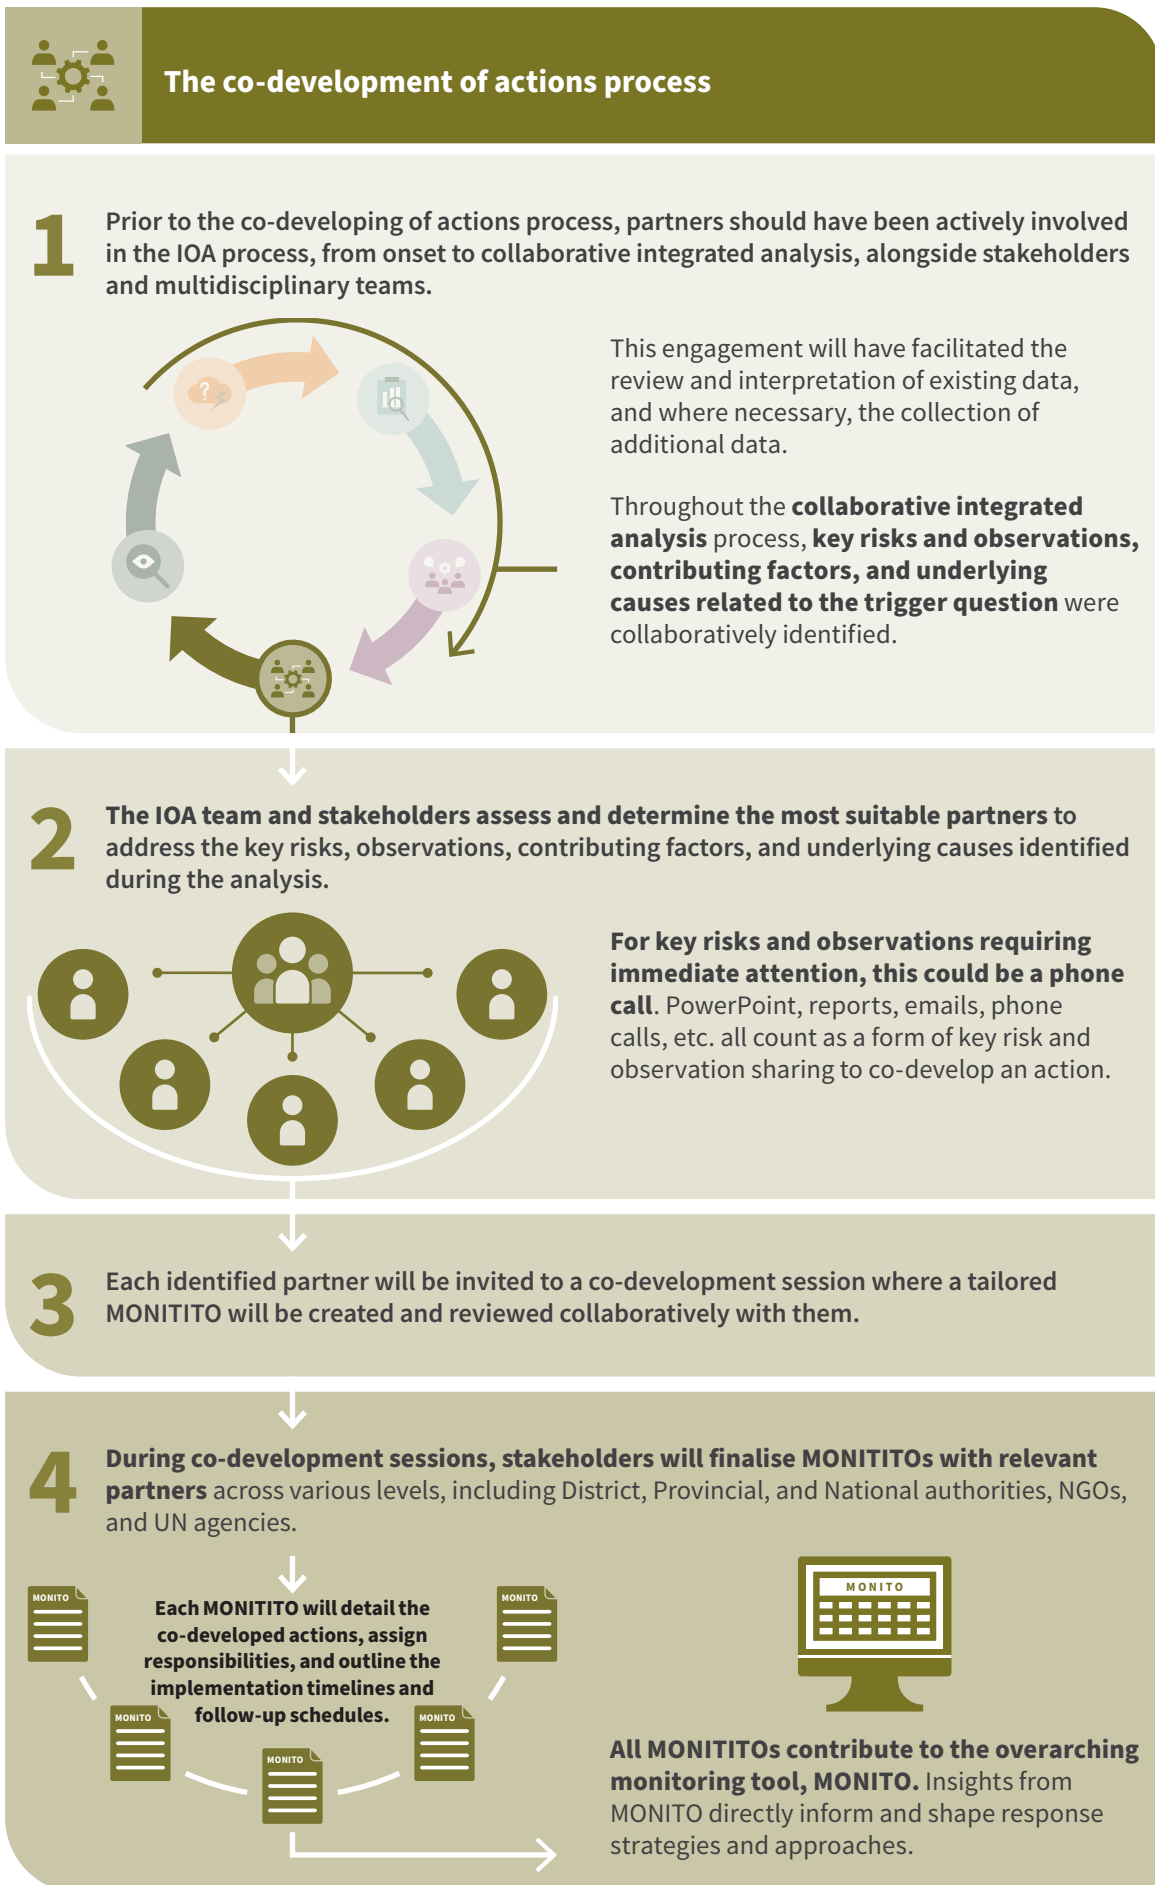 The co-development of actions process
1
Prior to the co-developing of actions process, partners should have been actively involved
in the IOA process, from onset to collaborative integrated analysis, alongside stakeholders
and multidisciplinary teams.
?
This engagement will have facilitated the
review and interpretation of existing data,
and where necessary, the collection of
additional data.
Throughout the collaborative integrated
analysis process, key risks and observations,
contributing factors, and underlying
causes related to the trigger question were
collaboratively identified.
2
The IOA team and stakeholders assess and determine the most suitable partners to
address the key risks, observations, contributing factors, and underlying causes identified
during the analysis.
For key risks and observations requiring
immediate attention, this could be a phone
call. PowerPoint, reports, emails, phone
calls, etc. all count as a form of key risk and
observation sharing to co-develop an action.
3
Each identified partner will be invited to a co-development session where a tailored
MONITITO will be created and reviewed collaboratively with them.
4
During co-development sessions, stakeholders will finalise MONITITOs with relevant
partners across various levels, including District, Provincial, and National authorities, NGOs,
and UN agencies.
MONITO
Each MONITITO will detail the
co-developed actions, assign
responsibilities, and outline the
implementation timelines and
follow-up schedules.
MONITO
MONITO
MONITO
MONITO
MONITO
All MONITITOs contribute to the overarching
monitoring tool, MONITO. Insights from
MONITO directly inform and shape response
strategies and approaches.